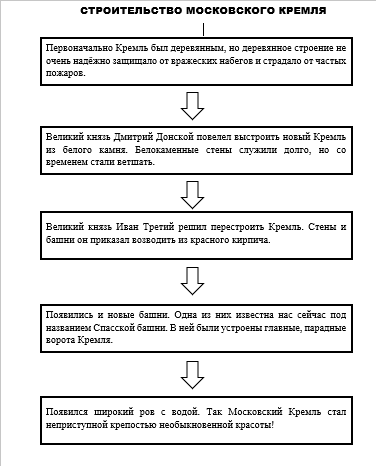 СТРОИТЕЛЬСТВО МОСКОВСКОГО КРЕМЛЯ
Первоначально Кремль был деревянным, но деревянное строение не
очень надёжно защищало от вражеских набегов и страдало от частых
пожаров.
Великий князь Дмитрий Донской повелел выстроить новый Кремль
из белого камня. Белокаменные стены служили долго, но со
временем стали ветшать.
Великий князь Иван Третий решил перестроить Кремль. Стены и
башни он приказал возводить из красного кирпича.
Появились и новые башни. Одна из них известна нас сейчас под
названием Спасской башни. В ней были устроены главные, парадные
ворота Кремля.
Появился широкий ров с водой. Так Московский Кремль стал
неприступной крепостью необыкновенной красоты!